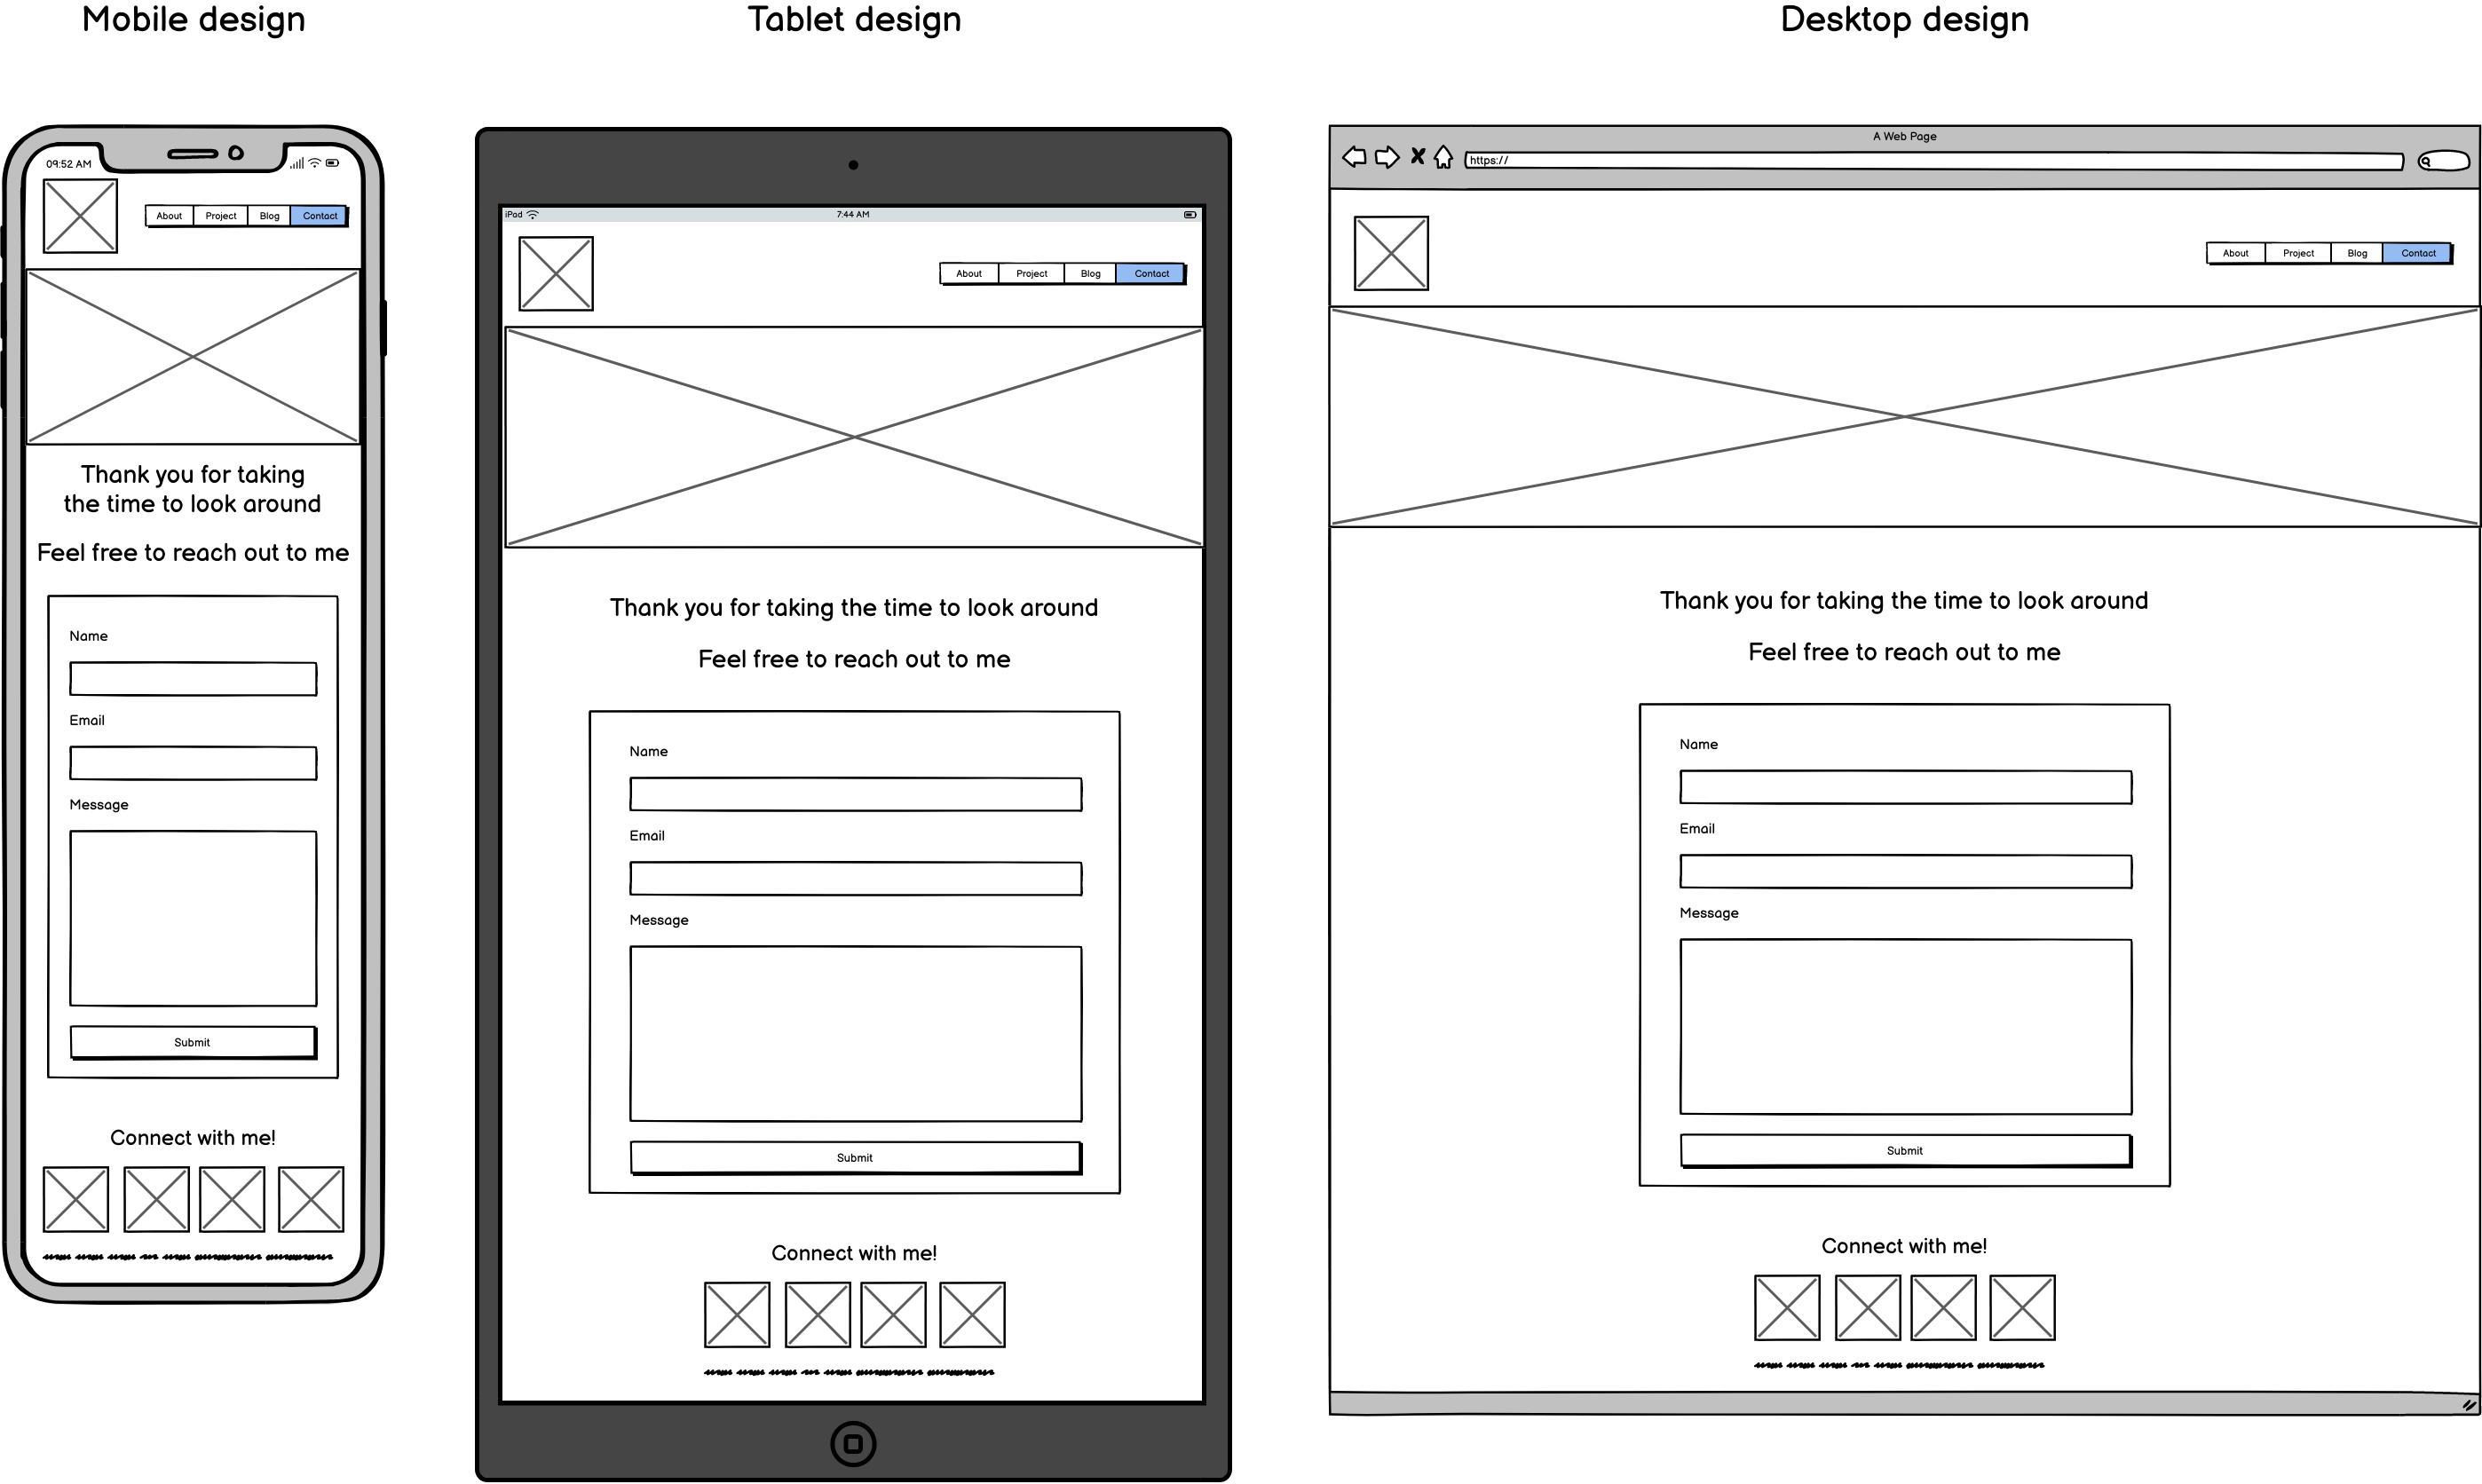 Mobile design
09:52 AM
About Project Blog Contact
Thank you for taking
the time to look around
Feel free to reach out to me
Name
Email
Message
Submit
Connect with me!
Tablet design
iPad 7:44 AM
About Project Blog Contact
Thank you for taking the time to look around
Feel free to reach out to me
Name
Email
Message
Submit
Connect with me!
Desktop design
A Web Page
https://
About Project Blog Contact
Thank you for taking the time to look around
Feel free to reach out to me
Name
Email
Message
Submit
Connect with me!